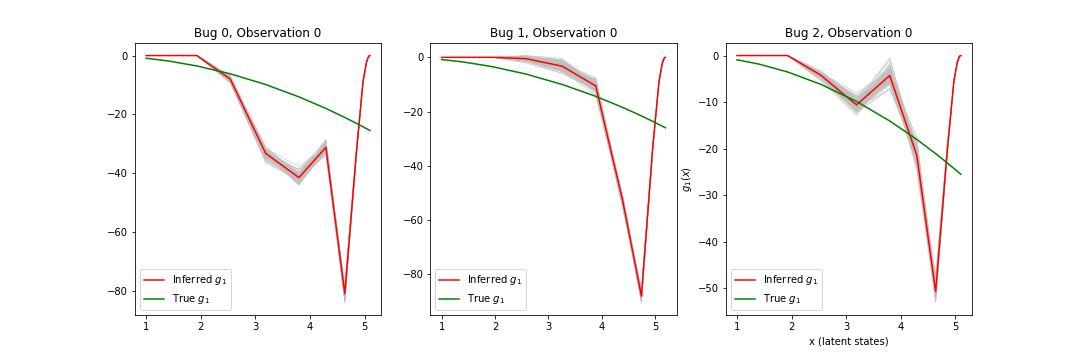 Bug 0, Observation 0
0
−20
−40
−60
−80
1
2
3
4
5
Inferred g₁
True g₁
Bug 1, Observation 0
0
−20
−40
−60
−80
1
2
3
4
5
Inferred g₁
True g₁
Bug 2, Observation 0
g₁(x)
0
−10
−20
−30
−40
−50
1
2
3
4
5
x (latent states)
Inferred g₁
True g₁